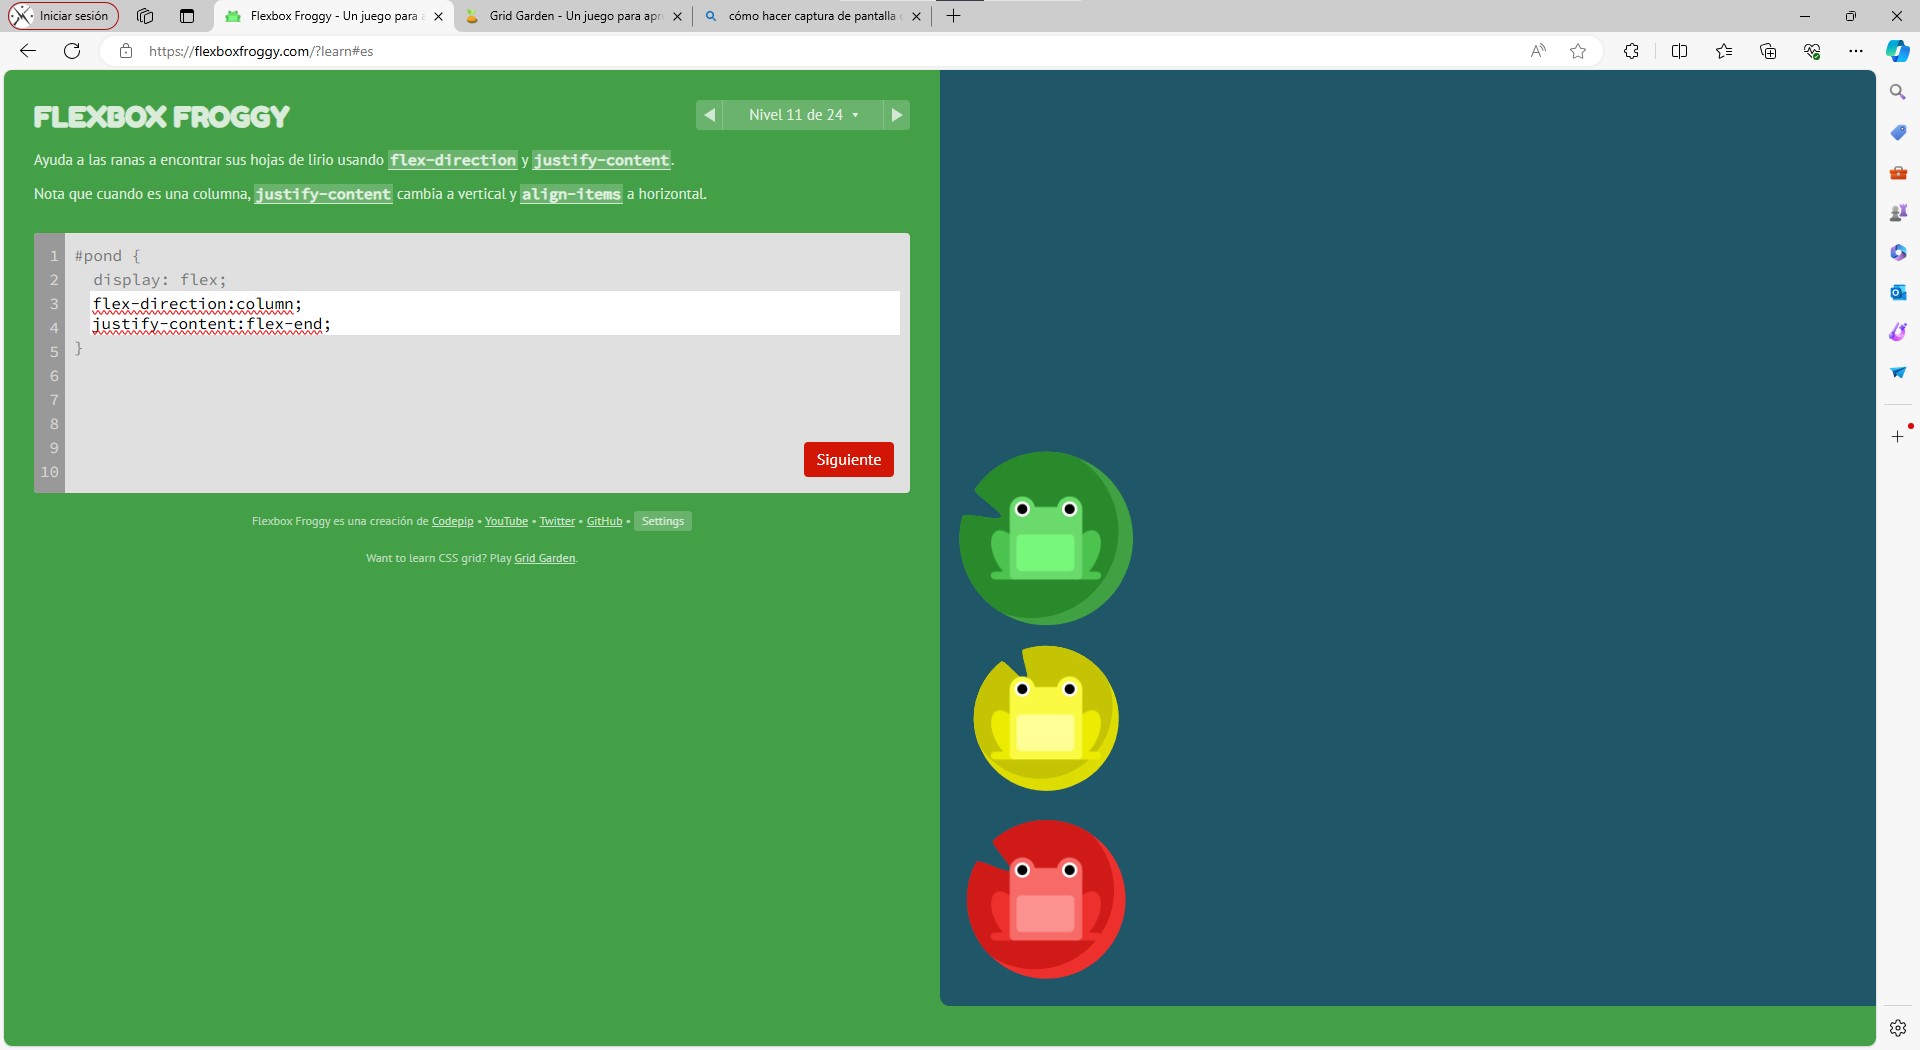 Iniciar sesión
Flexbox Froggy - Un juego para
Grid Garden - Un juego para
cómo hacer captura de pantalla
https://flexboxfroggy.com/?learn#es
FLEXBOX FROGGY
Nivel 11 de 24
Ayuda a las ranas a encontrar sus hojas de lirio usando flex-direction y justify-content.
Nota que cuando es una columna, justify-content cambia a vertical y align-items a horizontal.
1 #pond {
2 display: flex;
3 flex-direction:column;
4 justify-content:flex-end;
5 }
6
7
8
9
10
Siguiente
Flexbox Froggy es una creación de Codepip • YouTube • Twitter • GitHub • Settings
Want to learn CSS grid? Play Grid Garden.